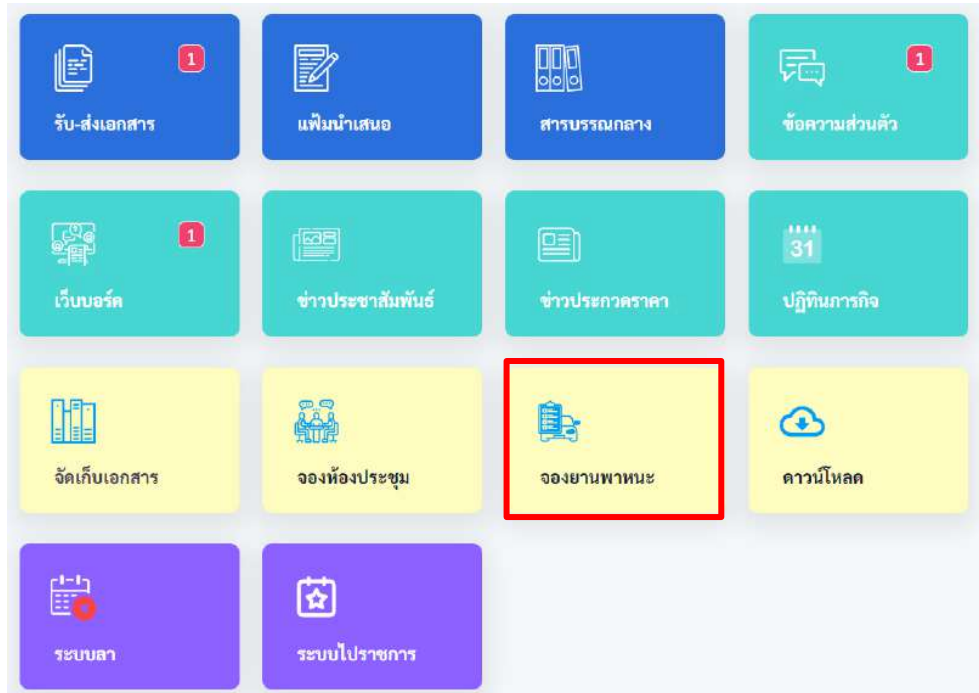 1
รับ-ส่งเอกสาร
แฟ้มนำเสนอ
สารบรรณกลาง
1
ข้อความส่วนตัว
1
เว็บบอร์ด
ข่าวประชาสัมพันธ์
ข่าวประกวดราคา
31
ปฏิทินภารกิจ
จัดเก็บเอกสาร
จองห้องประชุม
จองยานพาหนะ
ดาวน์โหลด
ระบบลา
ระบบไปราชการ